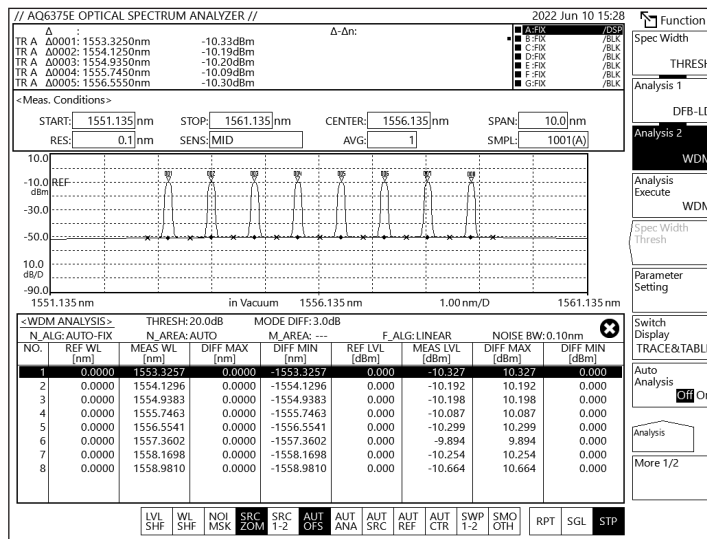 // AQ6375E OPTICAL SPECTRUM ANALYZER // 2022 Jun 10 15:28
Δ : Δ-Δn:
TR A Δ0001: 1553.3250nm -10.33dBm
TR A Δ0002: 1554.1250nm -10.19dBm
TR A Δ0003: 1554.9350nm -10.20dBm
TR A Δ0004: 1555.7450nm -10.09dBm
TR A Δ0005: 1556.5550nm -10.30dBm
A:FIX /DSP
B:FIX /BLK
C:FIX /BLK
D:FIX /BLK
E:FIX /BLK
F:FIX /BLK
G:FIX /BLK
<Meas. Conditions>
START: 1551.135 nm STOP: 1561.135 nm CENTER: 1556.135 nm SPAN: 10.0 nm
RES: 0.1 nm SENS: MID AVG: 1 SMPL: 1001(A)
10.0
001 002 003 004 005 006 007 008
-10.0 REF
dBm
-30.0
-50.0
10.0
dB/D
-90.0
1551.135 nm in Vacuum 1556.135 nm 1.00 nm/D 1561.135 nm
<WDM ANALYSIS> THRESH: 20.0dB MODE DIFF: 3.0dB
N_ALG: AUTO-FIX N_AREA: AUTO M_AREA: --- F_ALG: LINEAR NOISE BW: 0.10nm
NO. REF WL MEAS WL DIFF MAX DIFF MIN REF LVL MEAS LVL DIFF MAX DIFF MIN
[nm] [nm] [nm] [nm] [dBm] [dBm] [dBm] [dBm]
1 0.0000 1553.3257 0.0000 -1553.3257 0.000 -10.327 10.327 0.000
2 0.0000 1554.1296 0.0000 -1554.1296 0.000 -10.192 10.192 0.000
3 0.0000 1554.9383 0.0000 -1554.9383 0.000 -10.198 10.198 0.000
4 0.0000 1555.7463 0.0000 -1555.7463 0.000 -10.087 10.087 0.000
5 0.0000 1556.5541 0.0000 -1556.5541 0.000 -10.299 10.299 0.000
6 0.0000 1557.3602 0.0000 -1557.3602 0.000 -9.894 9.894 0.000
7 0.0000 1558.1698 0.0000 -1558.1698 0.000 -10.254 10.254 0.000
8 0.0000 1558.9810 0.0000 -1558.9810 0.000 -10.664 10.664 0.000
LVL WL NOI SRC SRC AUT AUT AUT AUT AUT SWP SMO
SHF SHF MSK ZOM 1-2 OFS ANA SRC REF CTR 1-2 OTH RPT SGL STP
Function
Spec Width
THRESH
Analysis 1
DFB-LD
Analysis 2
WDM
Analysis
Execute
WDM
Spec Width
Thresh
Parameter
Setting
Switch
Display
TRACE&TABLE
Auto
Analysis
Off On
Analysis
More 1/2